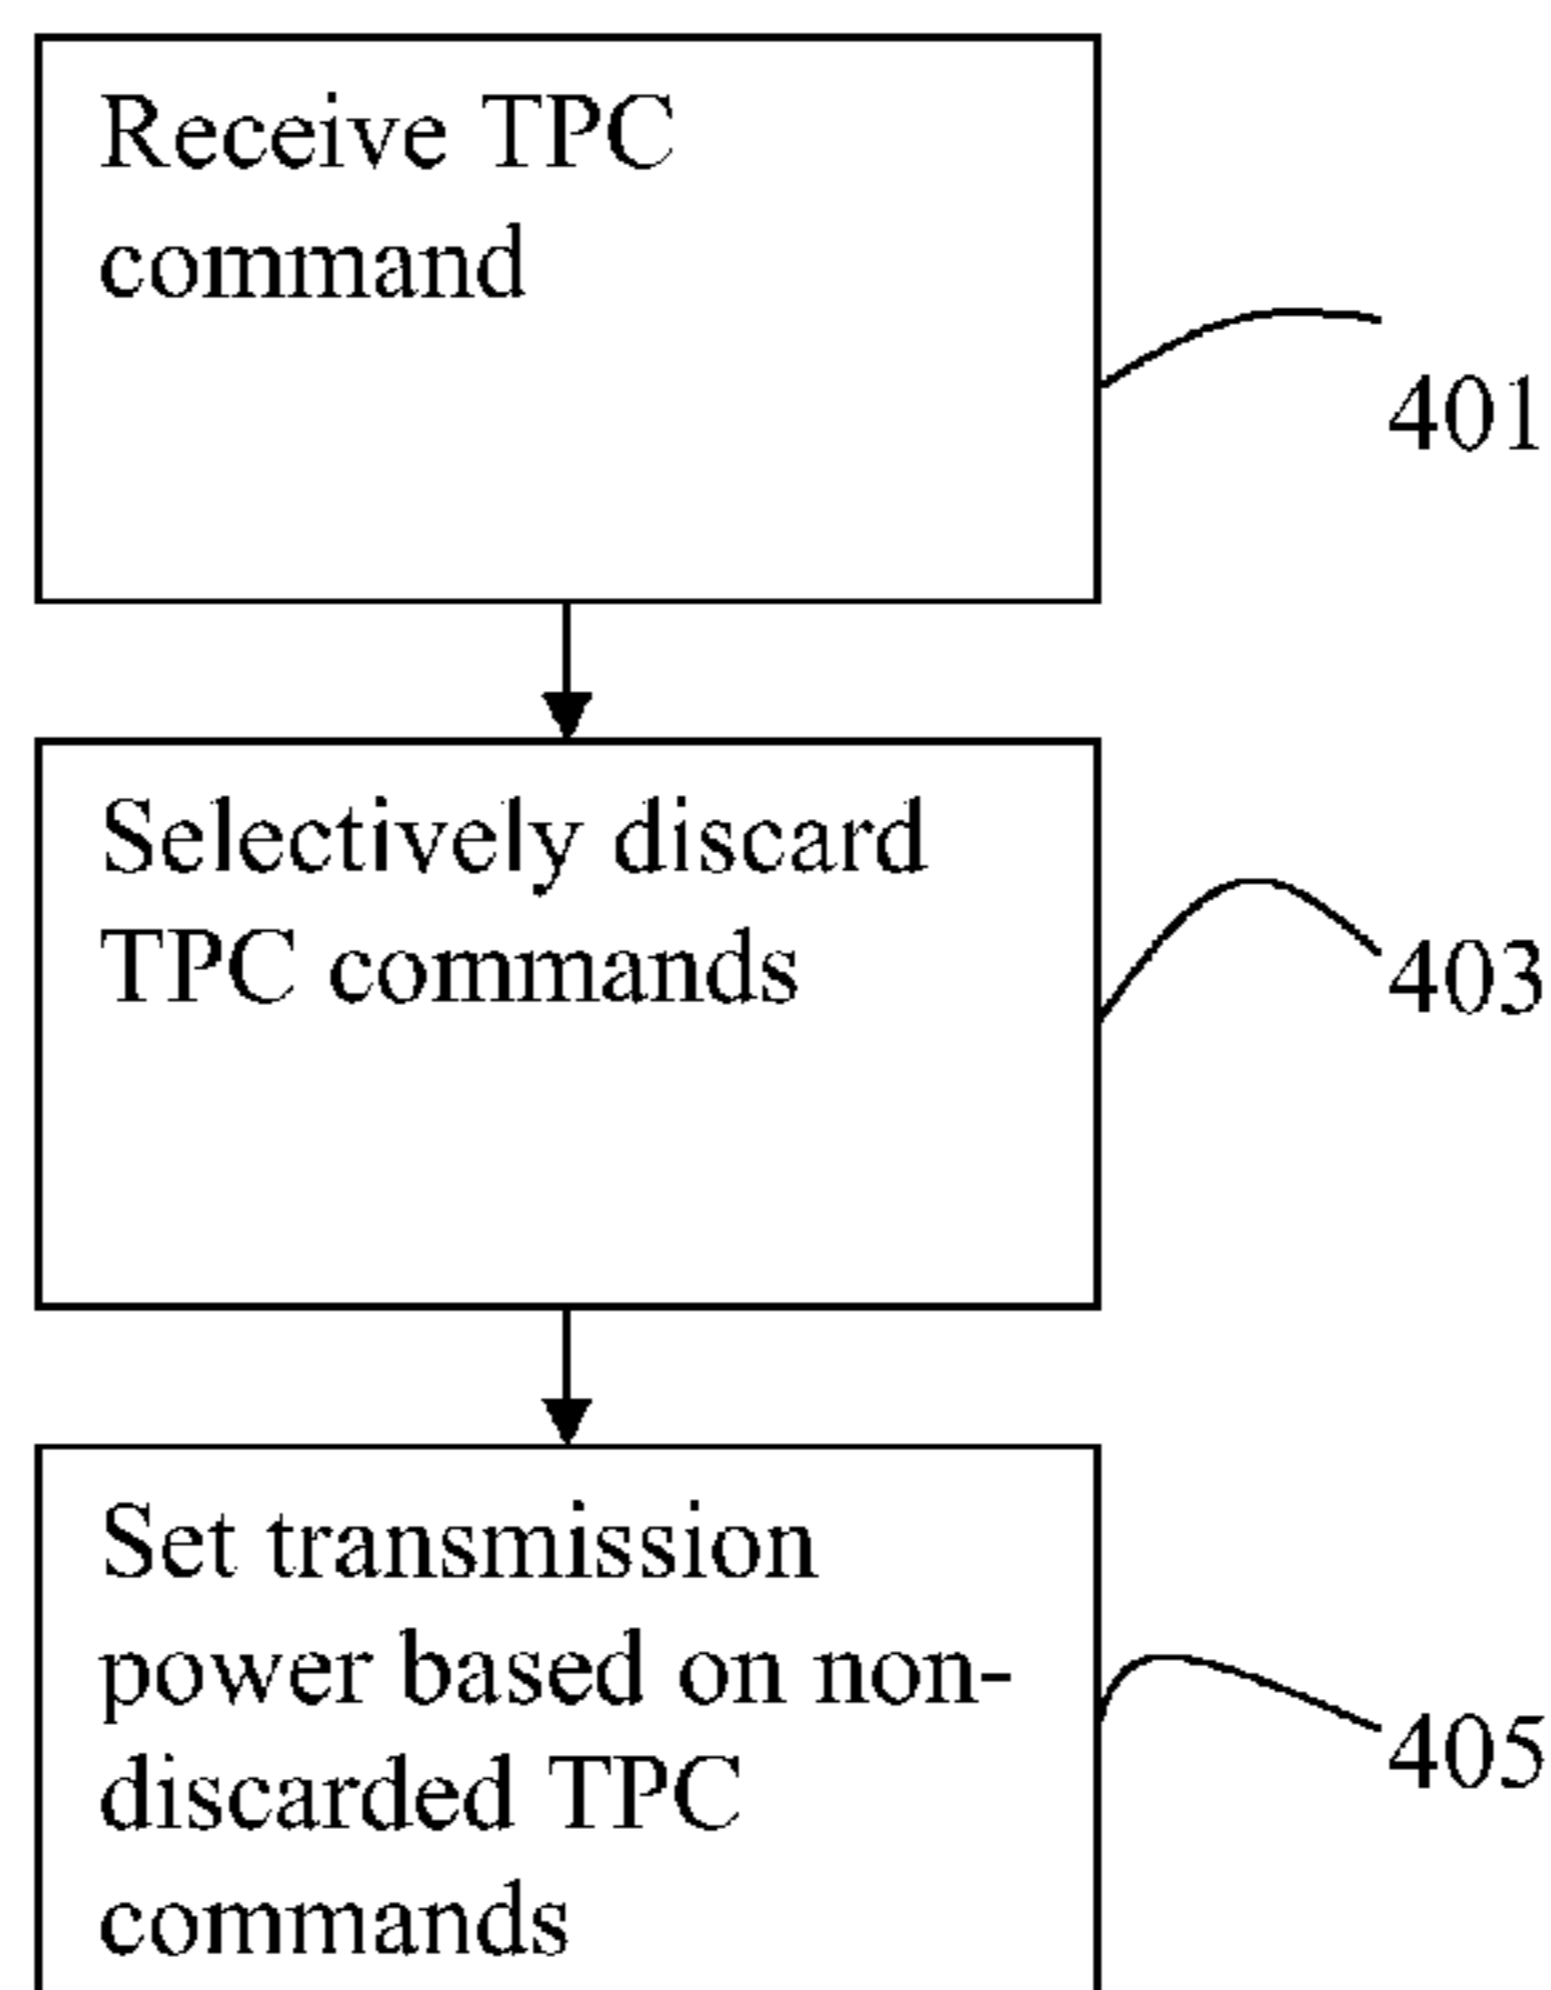 Receive TPC
command
401
Selectively discard
TPC commands
403
Set transmission
power based on non-
discarded TPC
commands
405